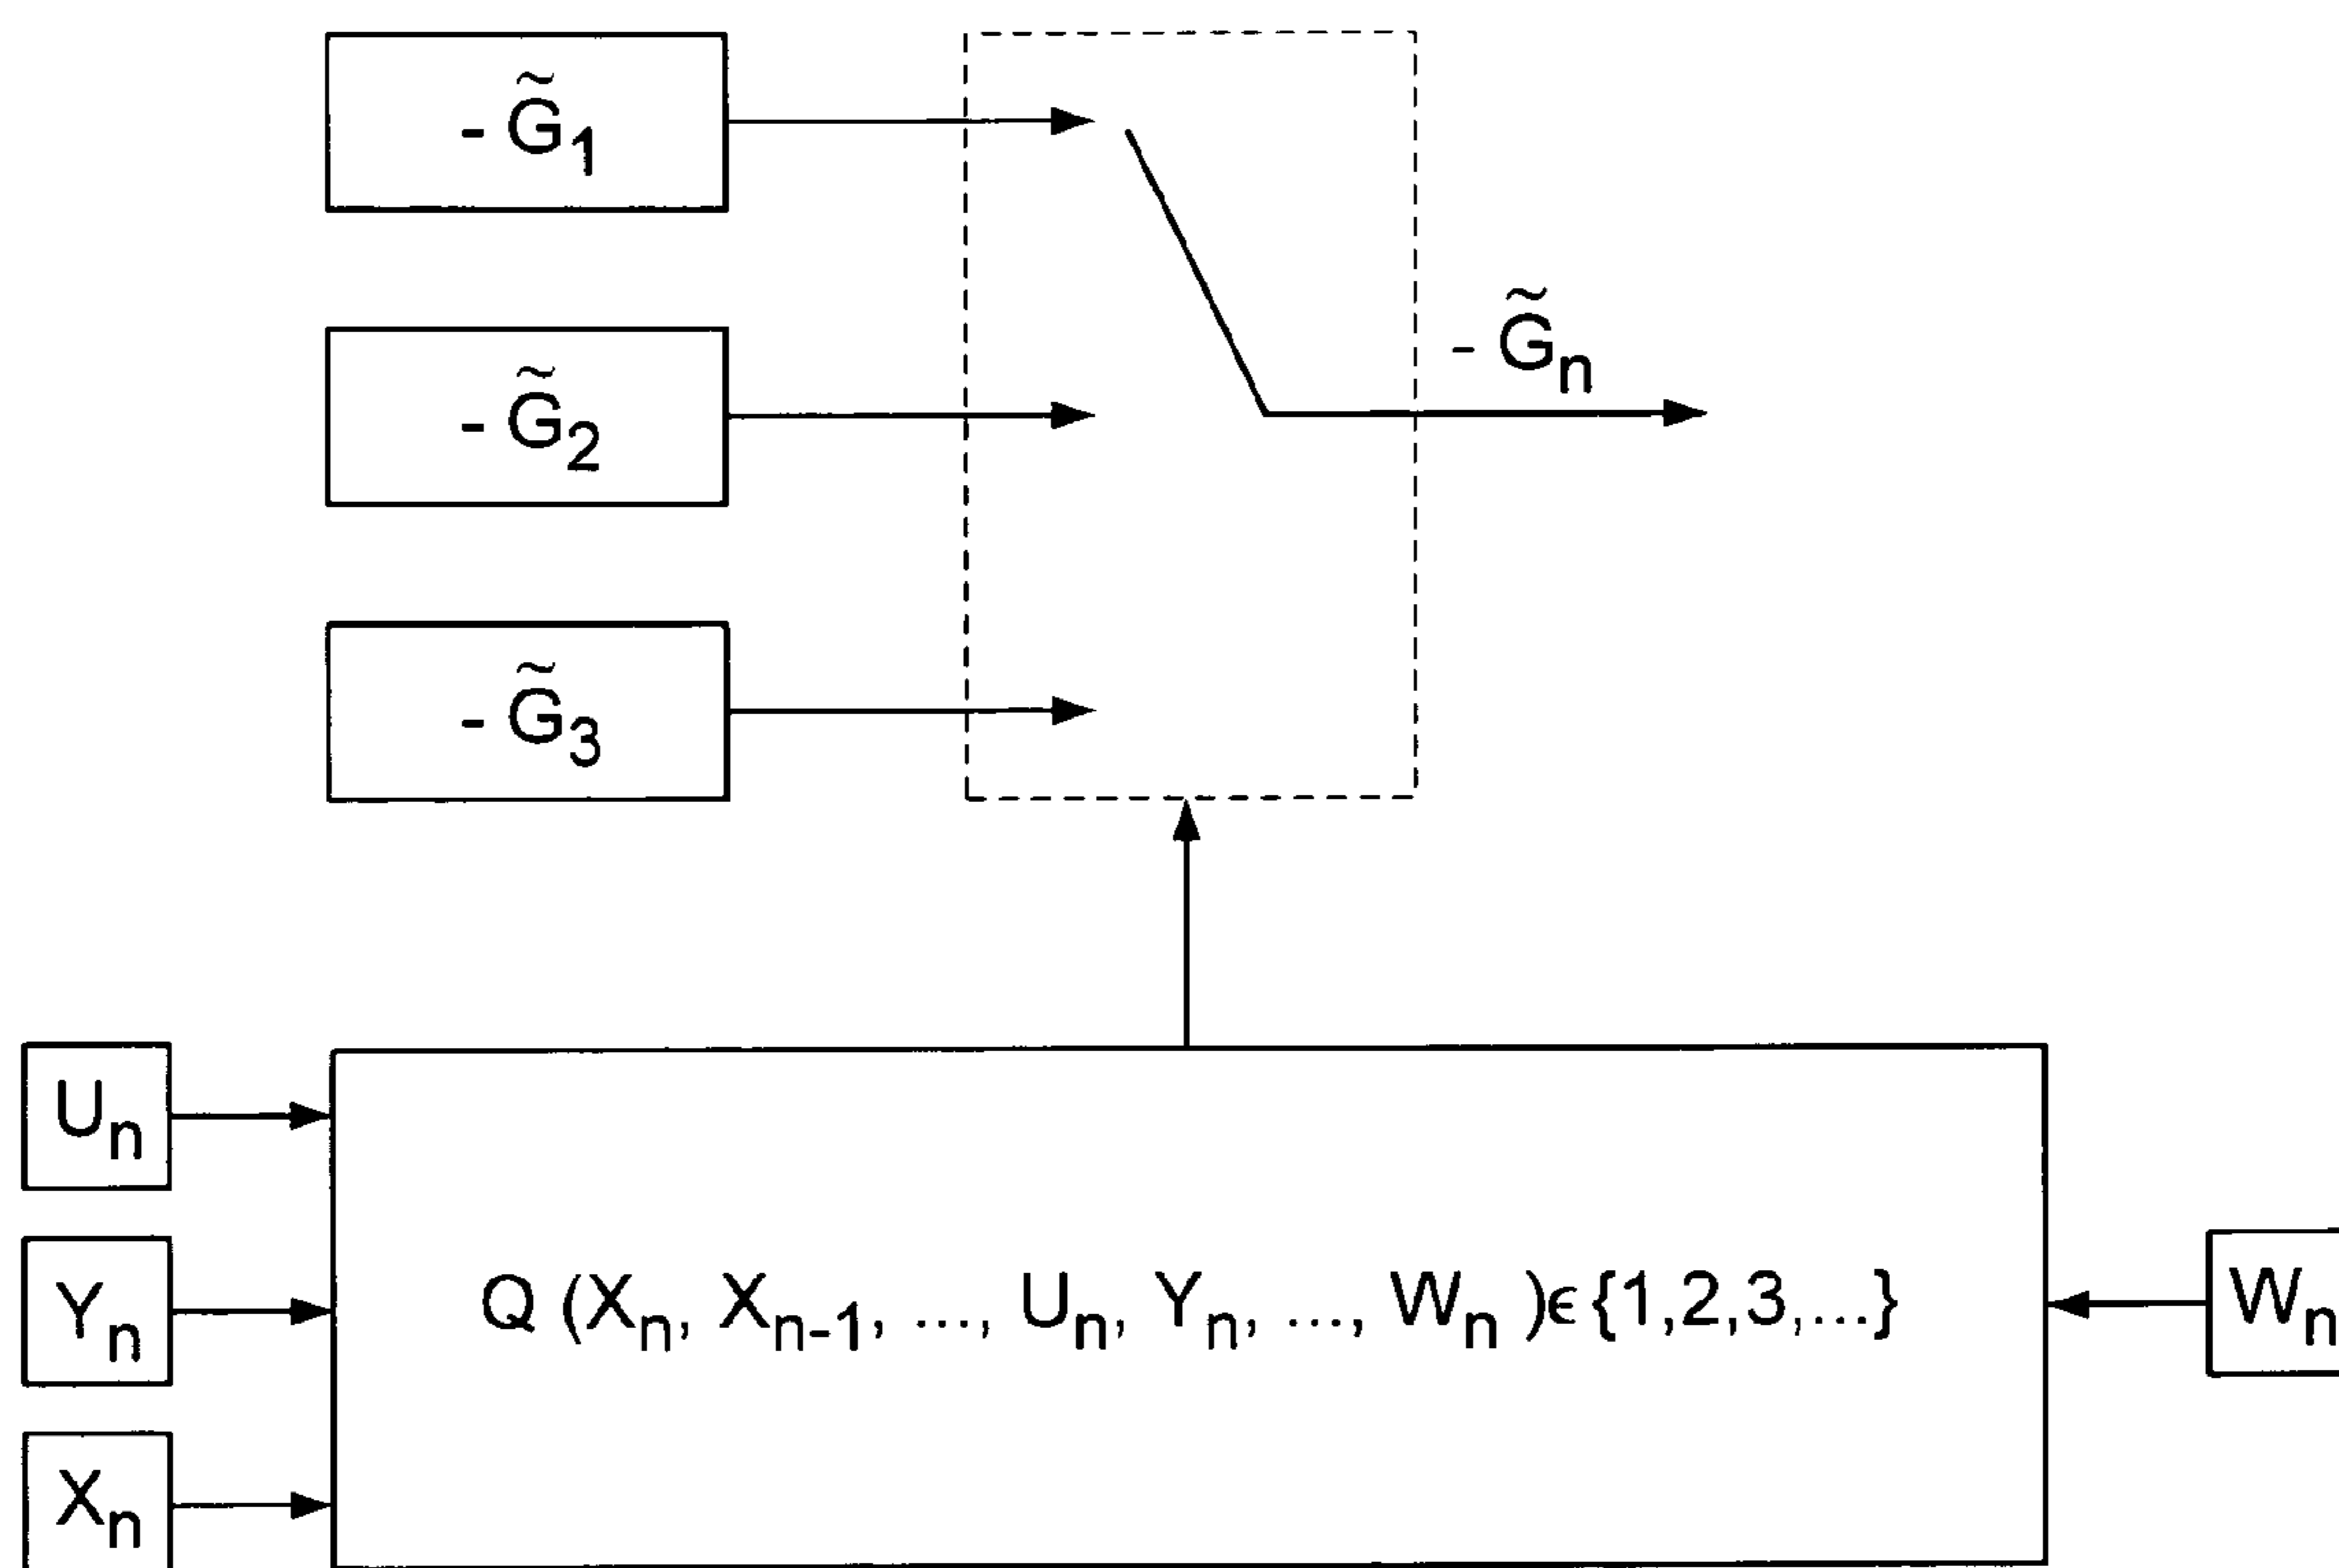 - G̃1
- G̃n
- G̃2
- G̃3
Un
Yn
Q (Xn, Xn-1, ..., Un, Yn, ..., Wn )ϵ{1,2,3,...}
Wn
Xn